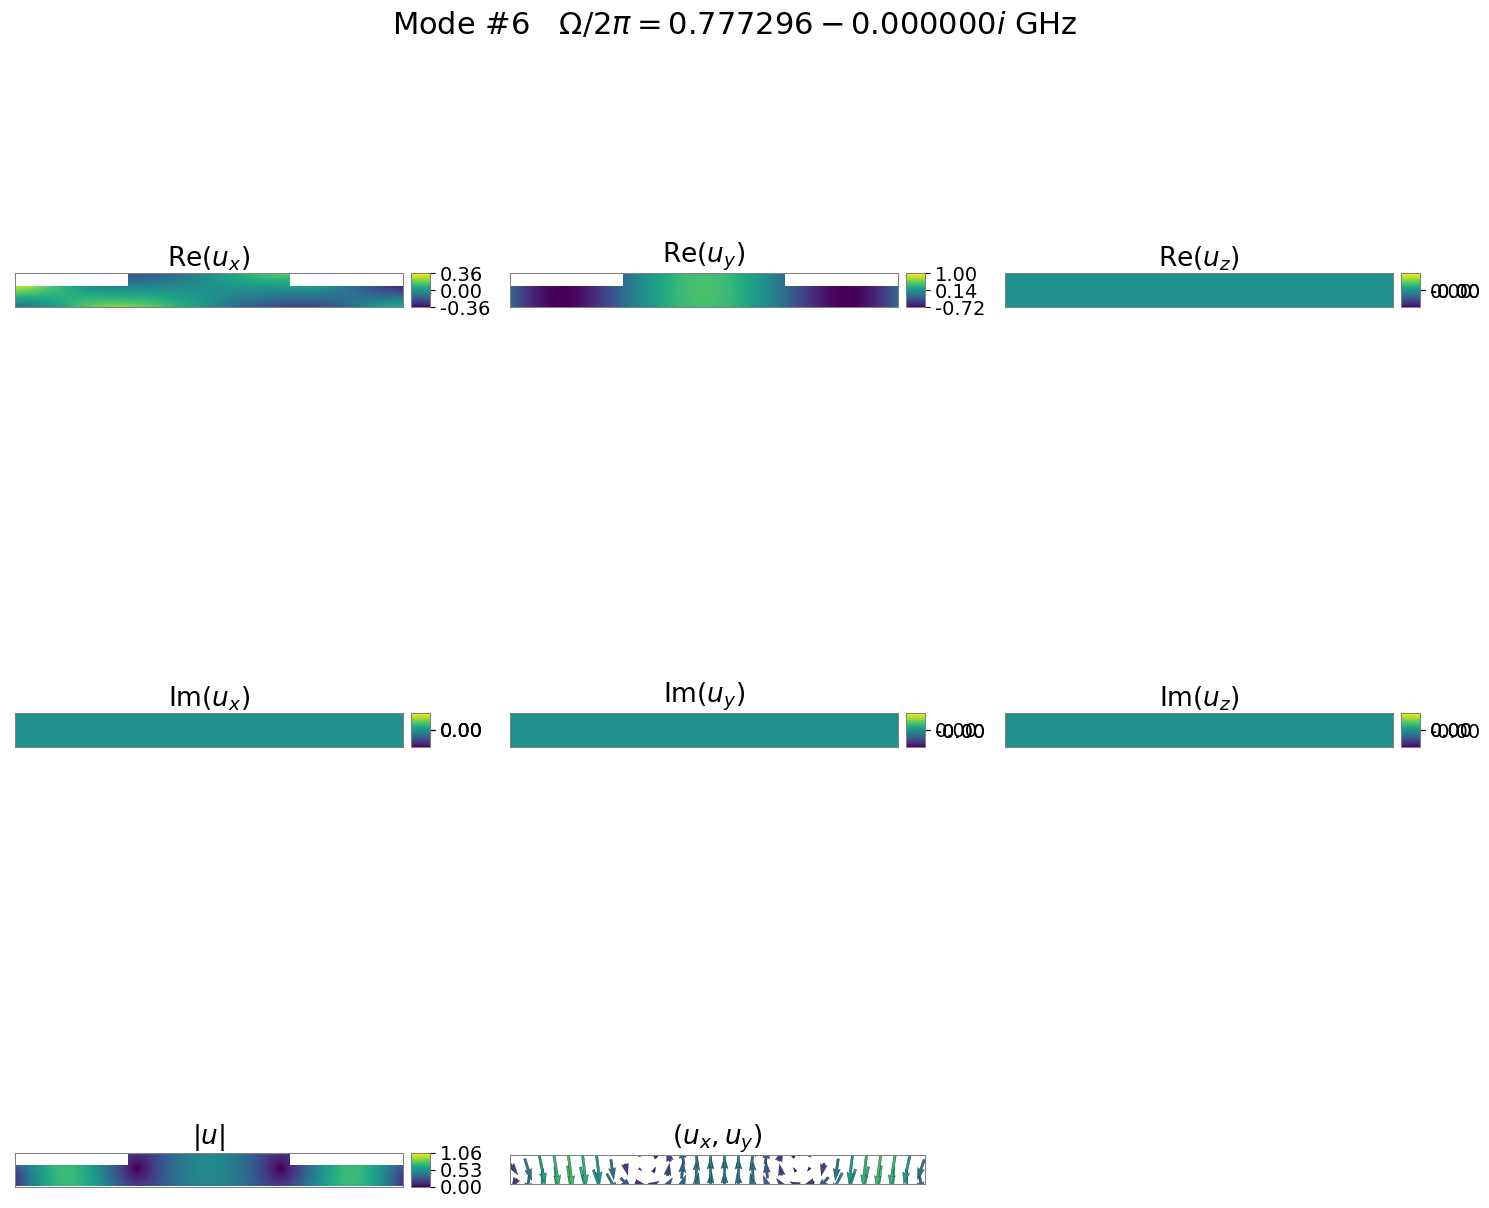 Mode #6 Ω/2π = 0.777296 − 0.000000i GHz
Re(u_x)
0.36
0.00
-0.36
Re(u_y)
1.00
0.14
-0.72
Re(u_z)
Im(u_x)
0.00
Im(u_y)
Im(u_z)
|u|
1.06
0.53
0.00
(u_x, u_y)